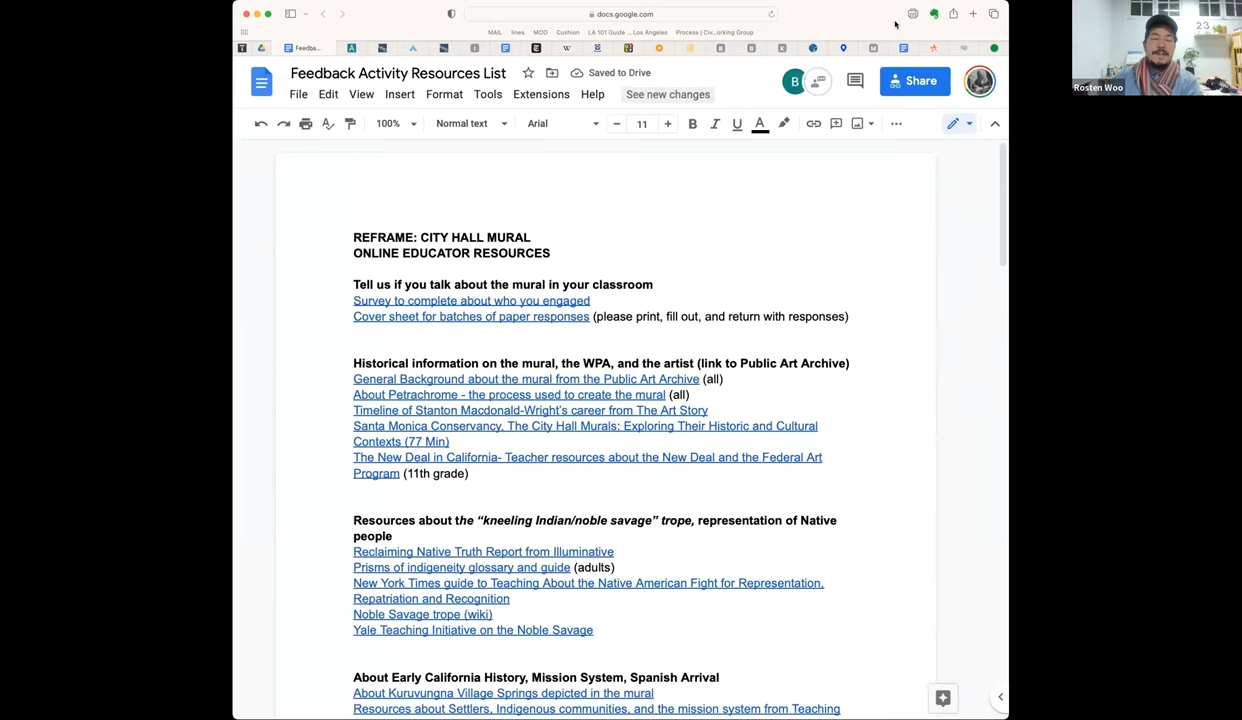 docs.google.com
MAIL lines MOO Cushion LA 101 Guide ... Los Angeles Process | Civ...orking Group
Feedba...
Feedback Activity Resources List
Saved to Drive
File Edit View Insert Format Tools Extensions Help See new changes
B
Share
100% Normal text Arial 11 B I U A
REFRAME: CITY HALL MURAL
ONLINE EDUCATOR RESOURCES
Tell us if you talk about the mural in your classroom
Survey to complete about who you engaged
Cover sheet for batches of paper responses (please print, fill out, and return with responses)
Historical information on the mural, the WPA, and the artist (link to Public Art Archive)
General Background about the mural from the Public Art Archive (all)
About Petrachrome - the process used to create the mural (all)
Timeline of Stanton Macdonald-Wright's career from The Art Story
Santa Monica Conservancy, The City Hall Murals: Exploring Their Historic and Cultural
Contexts (77 Min)
The New Deal in California- Teacher resources about the New Deal and the Federal Art
Program (11th grade)
Resources about the “kneeling Indian/noble savage” trope, representation of Native
people
Reclaiming Native Truth Report from Illuminative
Prisms of indigeneity glossary and guide (adults)
New York Times guide to Teaching About the Native American Fight for Representation,
Repatriation and Recognition
Noble Savage trope (wiki)
Yale Teaching Initiative on the Noble Savage
About Early California History, Mission System, Spanish Arrival
About Kuruvungna Village Springs depicted in the mural
Resources about Settlers, Indigenous communities, and the mission system from Teaching
23
Rosten Woo